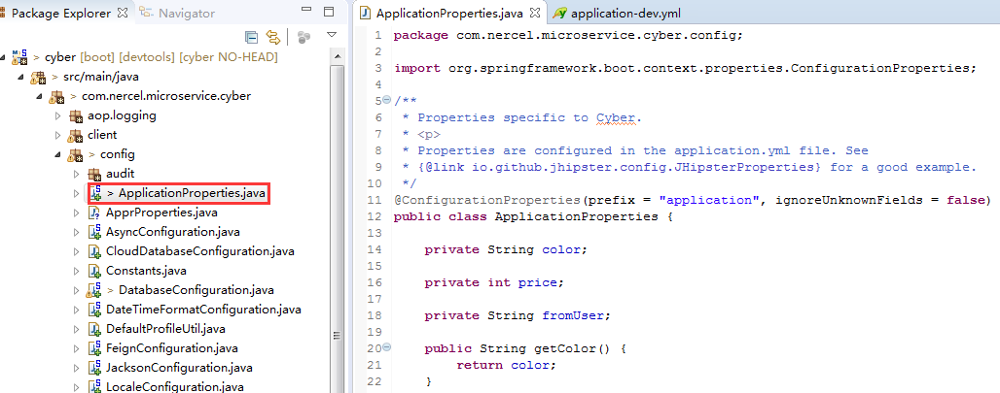 Package Explorer
Navigator
> cyber [boot] [devtools] [cyber NO-HEAD]
> src/main/java
> com.nercel.microservice.cyber
aop.logging
client
> config
audit
> ApplicationProperties.java
ApprProperties.java
AsyncConfiguration.java
CloudDatabaseConfiguration.java
Constants.java
> DatabaseConfiguration.java
DateTimeFormatConfiguration.java
DefaultProfileUtil.java
FeignConfiguration.java
JacksonConfiguration.java
LocaleConfiguration.java
ApplicationProperties.java
application-dev.yml
1 package com.nercel.microservice.cyber.config;
2
3 import org.springframework.boot.context.properties.ConfigurationProperties;
4
5 /**
6  * Properties specific to Cyber.
7  * <p>
8  * Properties are configured in the application.yml file. See
9  * {@link io.github.jhipster.config.JHipsterProperties} for a good example.
10  */
11 @ConfigurationProperties(prefix = "application", ignoreUnknownFields = false)
12 public class ApplicationProperties {
13
14     private String color;
15
16     private int price;
17
18     private String fromUser;
19
20     public String getColor() {
21         return color;
22     }